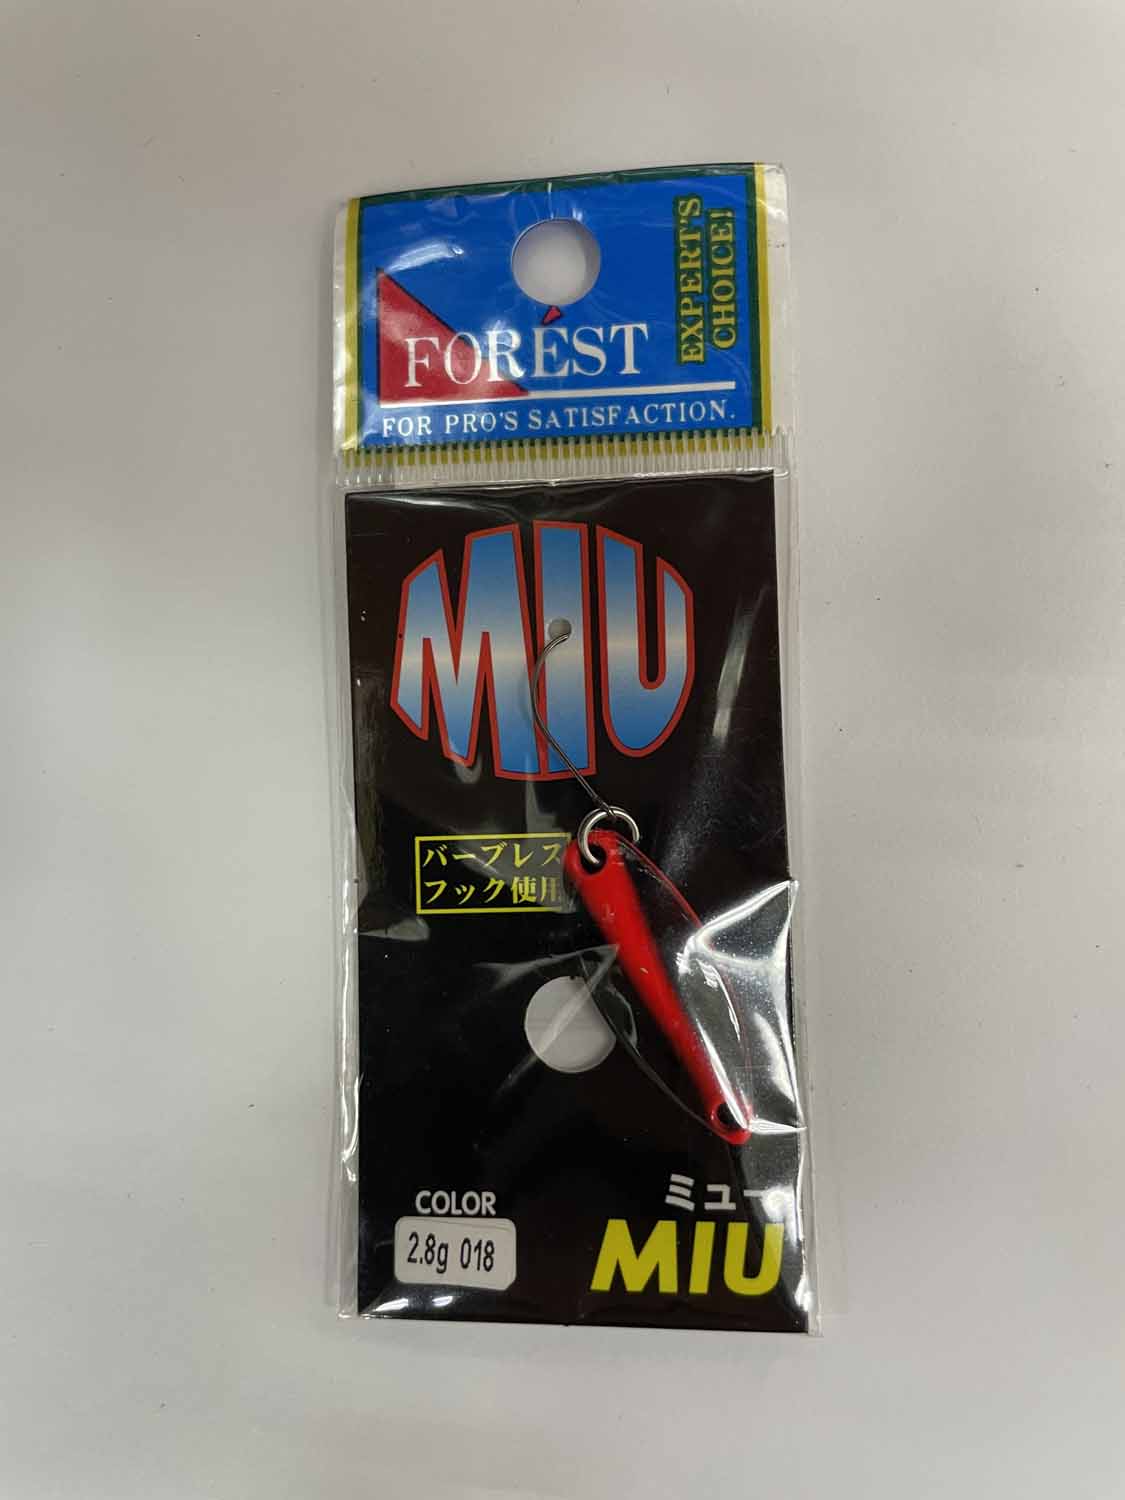 EXPERT'S
CHOICE!
FORÉST
FOR PRO'S SATISFACTION.
MIU
バーブレス
フック使用
COLOR
2.8g 018
ミュー
MIU